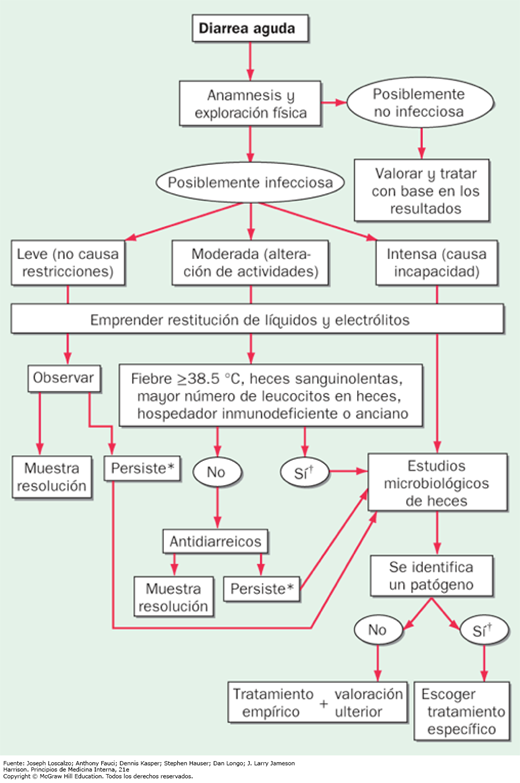 Diarrea aguda
Anamnesis y
exploración física
Posiblemente
no infecciosa
Valorar y tratar
con base en los
resultados
Posiblemente infecciosa
Leve (no causa
restricciones)
Moderada (altera-
ción de actividades)
Intensa (causa
incapacidad)
Emprender restitución de líquidos y electrólitos
Observar
Fiebre ≥38.5 °C, heces sanguinolentas,
mayor número de leucocitos en heces,
hospedador inmunodeficiente o anciano
Muestra
resolución
Persiste*
No
Sí†
Estudios
microbiológicos
de heces
Antidiarreicos
Muestra
resolución
Persiste*
Se identifica
un patógeno
No
Sí†
Tratamiento
empírico
+
valoración
ulterior
Escoger
tratamiento
específico
Fuente: Joseph Loscalzo; Anthony Fauci; Dennis Kasper; Stephen Hauser; Dan Longo; J. Larry Jameson
Harrison. Principios de Medicina Interna, 21e
Copyright © McGraw Hill Education. Todos los derechos reservados.